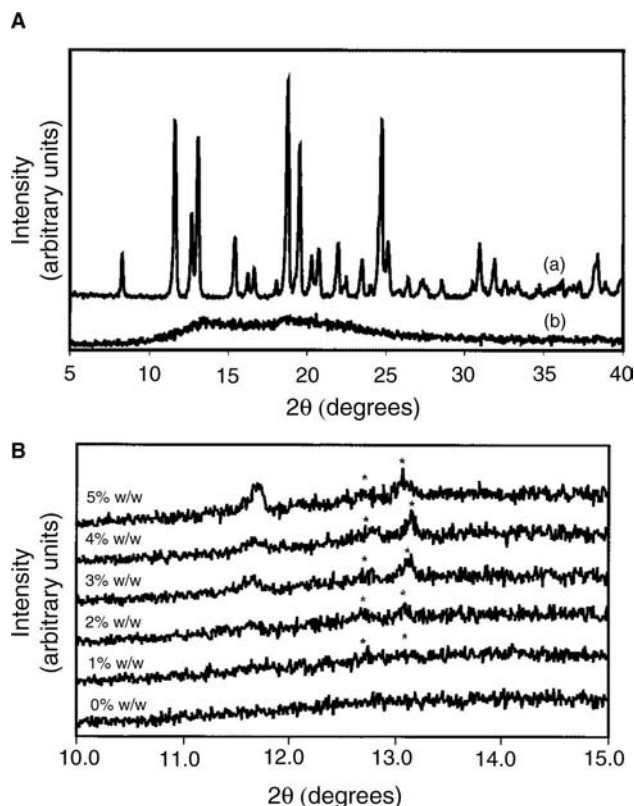 A
Intensity
(arbitrary units)
(a)
(b)
5 10 15 20 25 30 35 40
2θ (degrees)
B
Intensity
(arbitrary units)
5% w/w
4% w/w
3% w/w
2% w/w
1% w/w
0% w/w
* *
* *
* *
* *
* *
10.0 11.0 12.0 13.0 14.0 15.0
2θ (degrees)